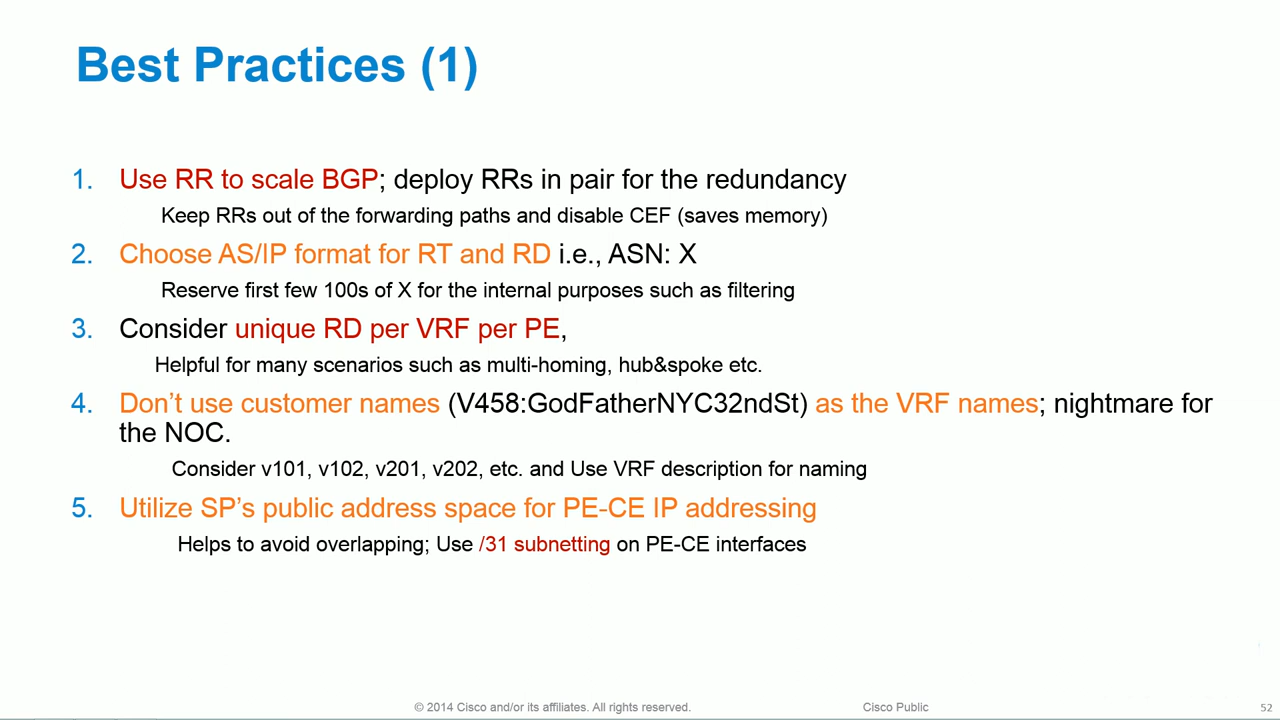 Best Practices (1)
1. Use RR to scale BGP; deploy RRs in pair for the redundancy
Keep RRs out of the forwarding paths and disable CEF (saves memory)
2. Choose AS/IP format for RT and RD i.e., ASN: X
Reserve first few 100s of X for the internal purposes such as filtering
3. Consider unique RD per VRF per PE,
Helpful for many scenarios such as multi-homing, hub&spoke etc.
4. Don’t use customer names (V458:GodFatherNYC32ndSt) as the VRF names; nightmare for
the NOC.
Consider v101, v102, v201, v202, etc. and Use VRF description for naming
5. Utilize SP’s public address space for PE-CE IP addressing
Helps to avoid overlapping; Use /31 subnetting on PE-CE interfaces
© 2014 Cisco and/or its affiliates. All rights reserved. Cisco Public 52